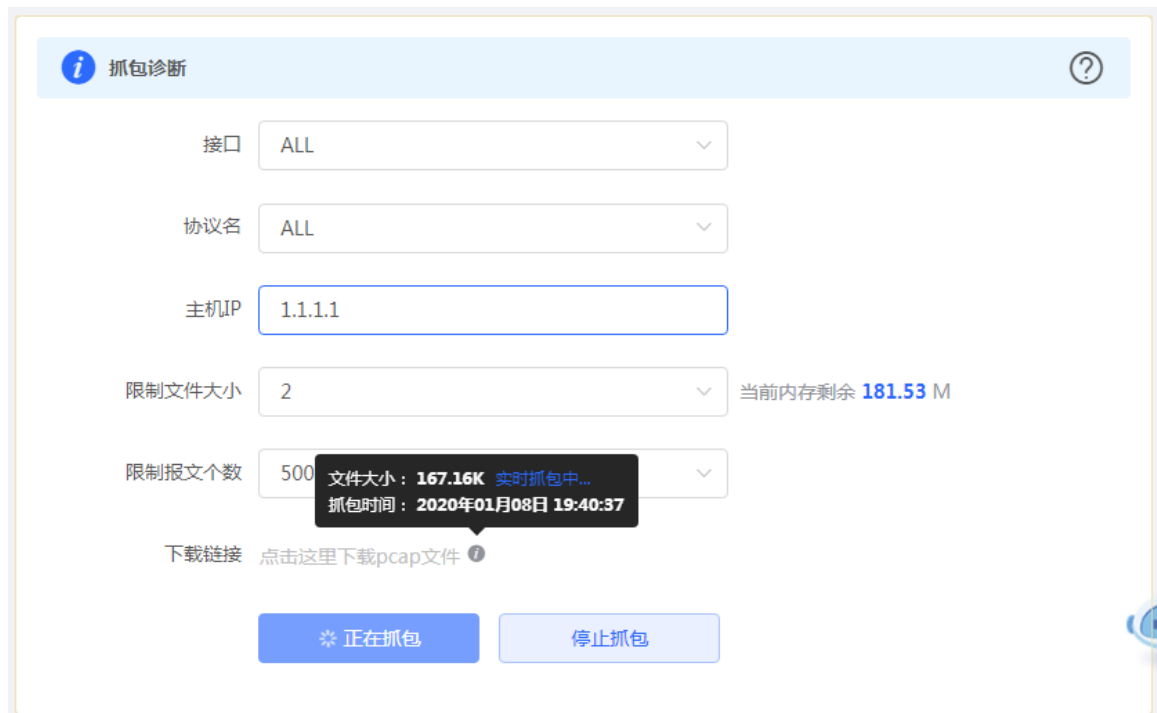 抓包诊断
接口 ALL
协议名 ALL
主机IP 1.1.1.1
限制文件大小 2 当前内存剩余 181.53 M
限制报文个数 500
文件大小： 167.16K 实时抓包中...
抓包时间： 2020年01月08日 19:40:37
下载链接 点击这里下载pcap文件
正在抓包 停止抓包